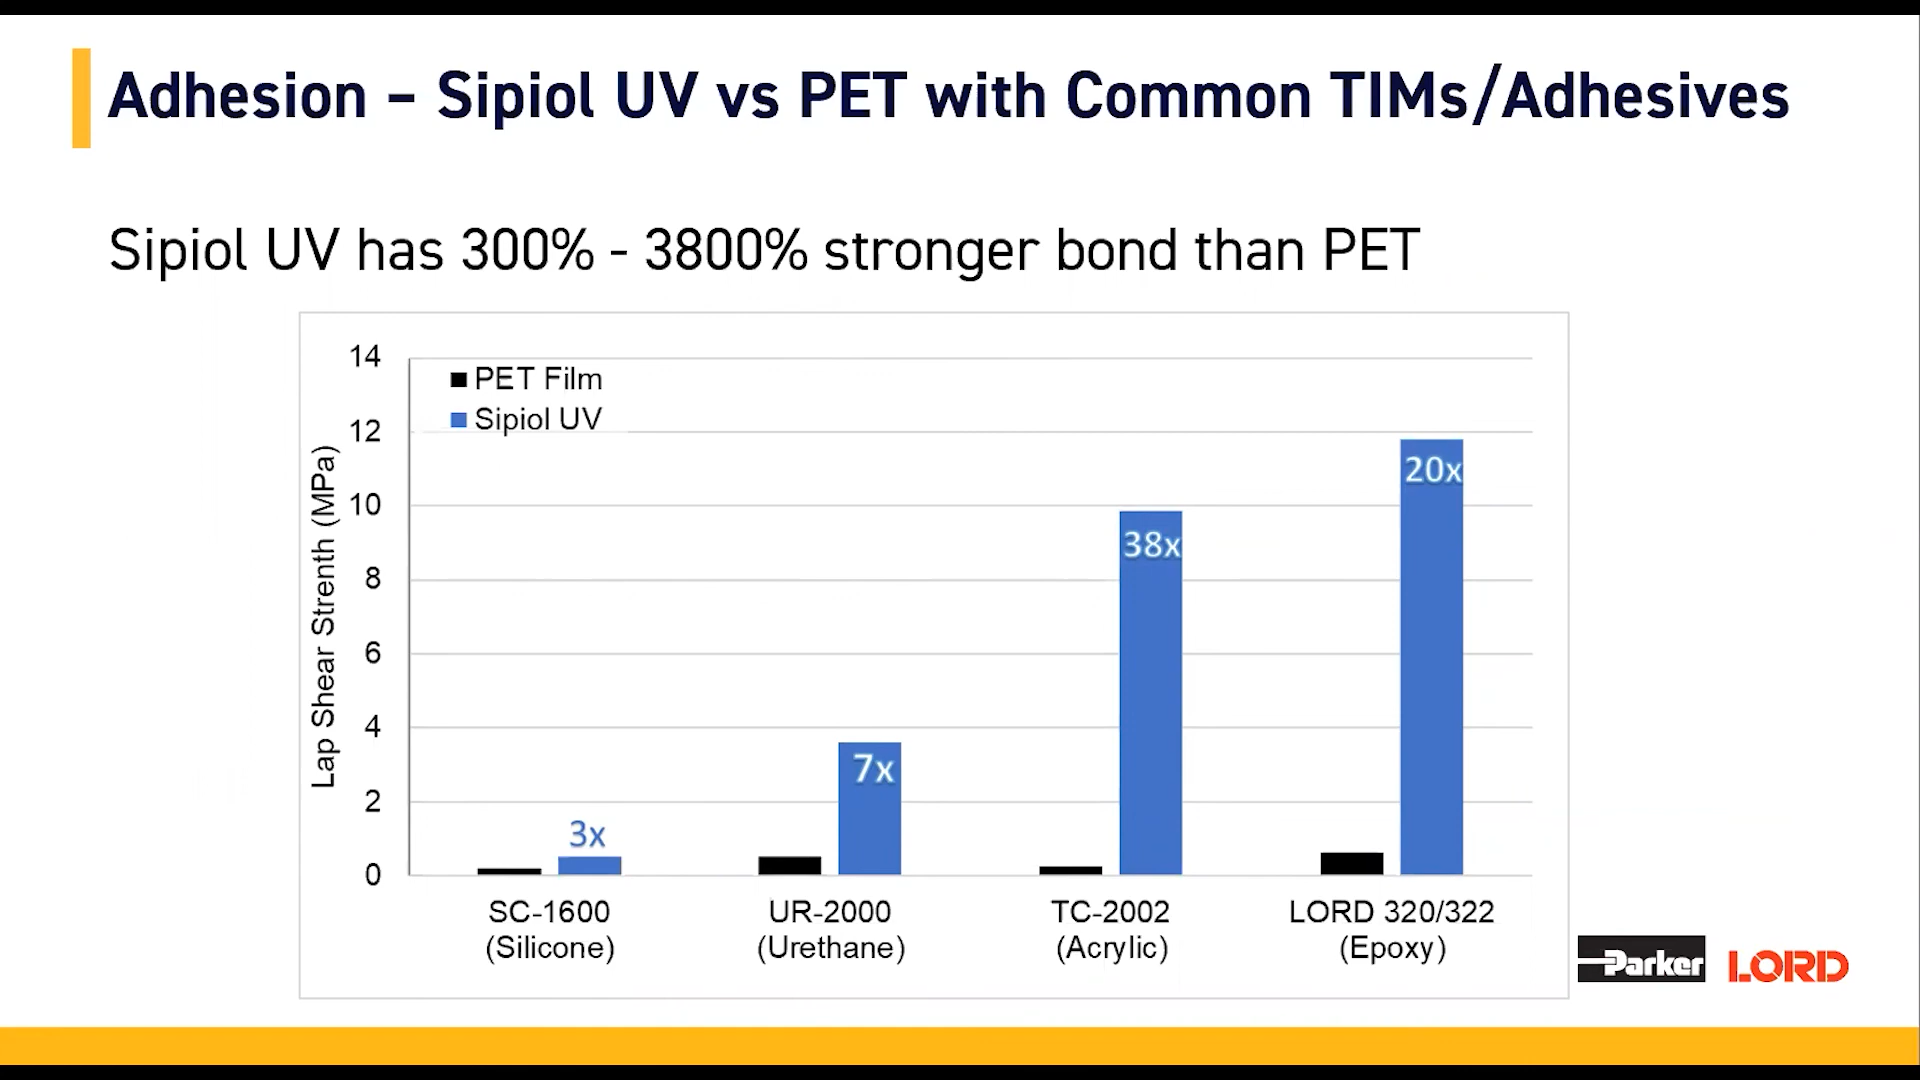 Adhesion – Sipiol UV vs PET with Common TIMs/Adhesives
Sipiol UV has 300% - 3800% stronger bond than PET
PET Film
Sipiol UV
Lap Shear Strenth (MPa)
14
12
10
8
6
4
2
0
3x
7x
38x
20x
SC-1600
(Silicone)
UR-2000
(Urethane)
TC-2002
(Acrylic)
LORD 320/322
(Epoxy)
Parker
LORD